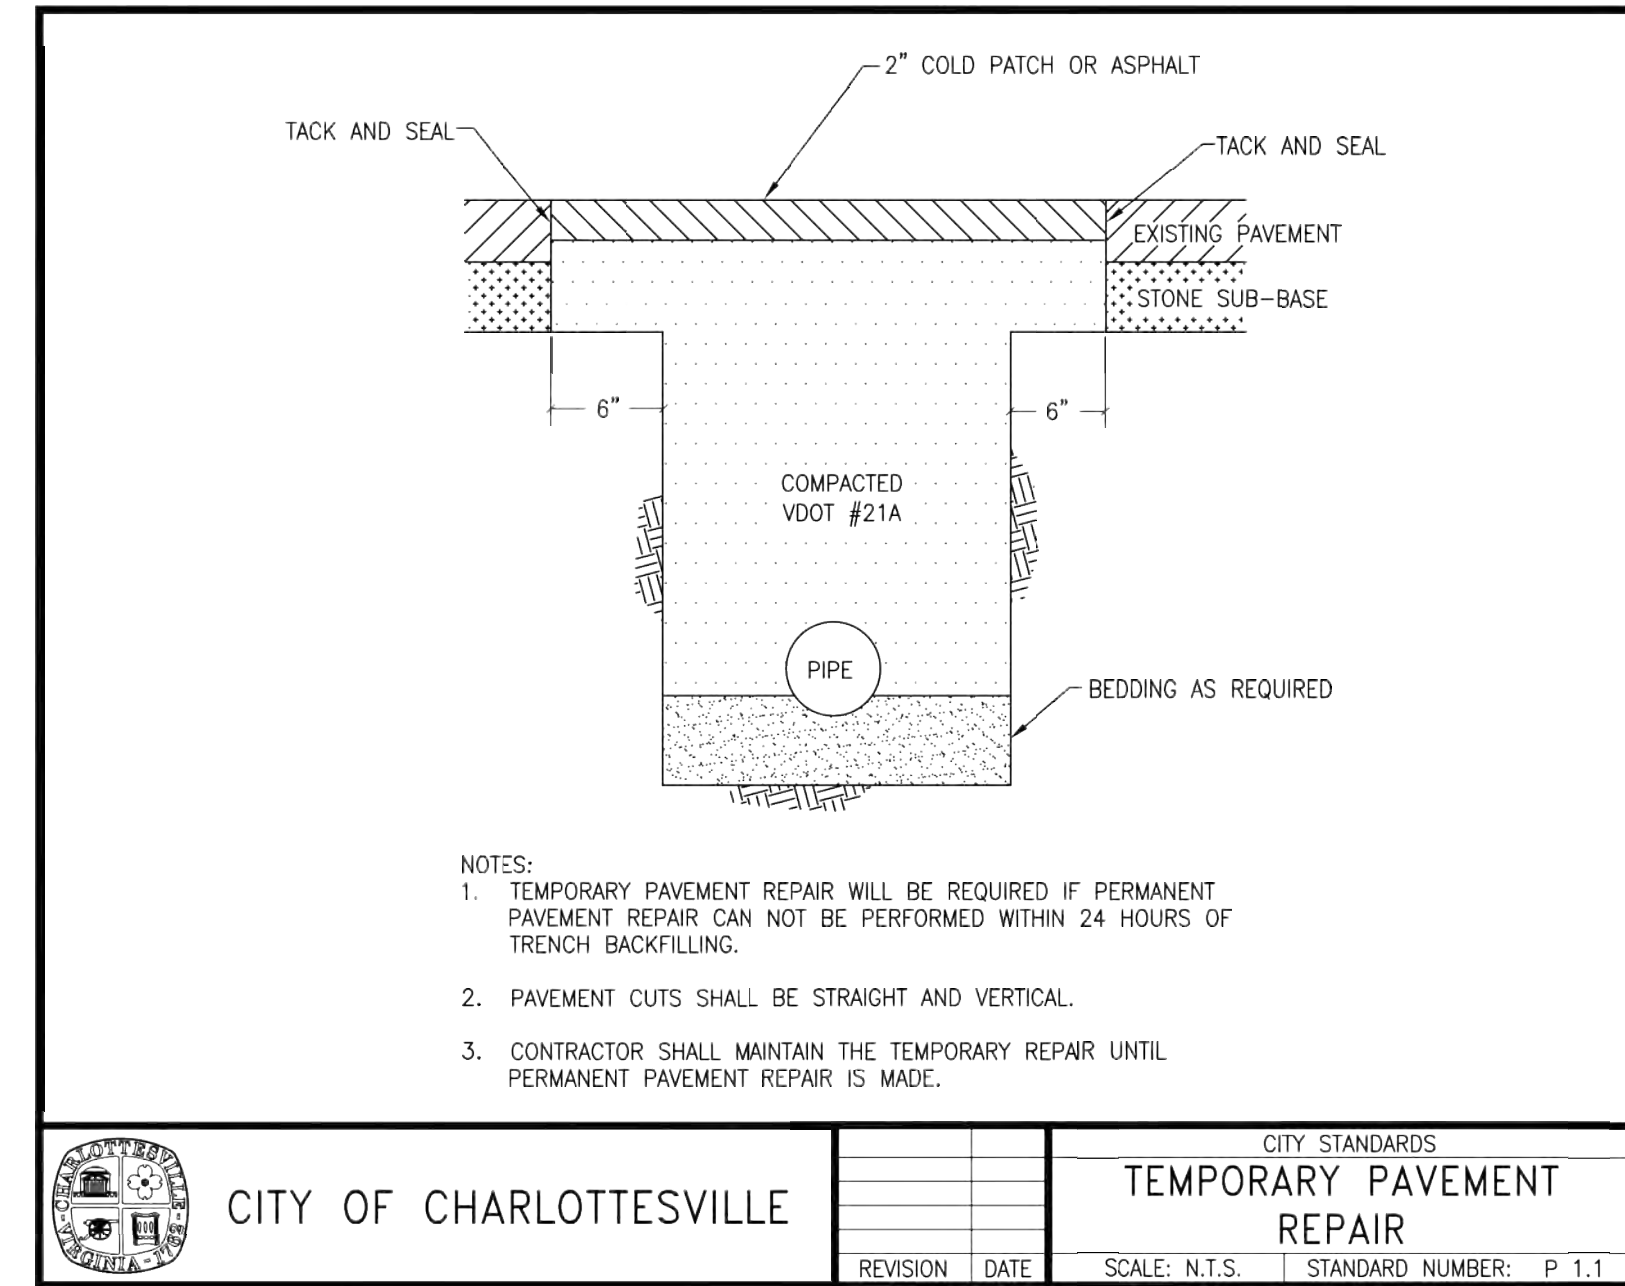 2" COLD PATCH OR ASPHALT
TACK AND SEAL
TACK AND SEAL
EXISTING PAVEMENT
STONE SUB-BASE
6"
6"
COMPACTED
VDOT #21A
PIPE
BEDDING AS REQUIRED
NOTES:
1. TEMPORARY PAVEMENT REPAIR WILL BE REQUIRED IF PERMANENT
PAVEMENT REPAIR CAN NOT BE PERFORMED WITHIN 24 HOURS OF
TRENCH BACKFILLING.
2. PAVEMENT CUTS SHALL BE STRAIGHT AND VERTICAL.
3. CONTRACTOR SHALL MAINTAIN THE TEMPORARY REPAIR UNTIL
PERMANENT PAVEMENT REPAIR IS MADE.
CHARLOTTESVILLE
VIRGINIA - 1762
CITY OF CHARLOTTESVILLE
REVISION DATE
CITY STANDARDS
TEMPORARY PAVEMENT
REPAIR
SCALE: N.T.S. STANDARD NUMBER: P 1.1